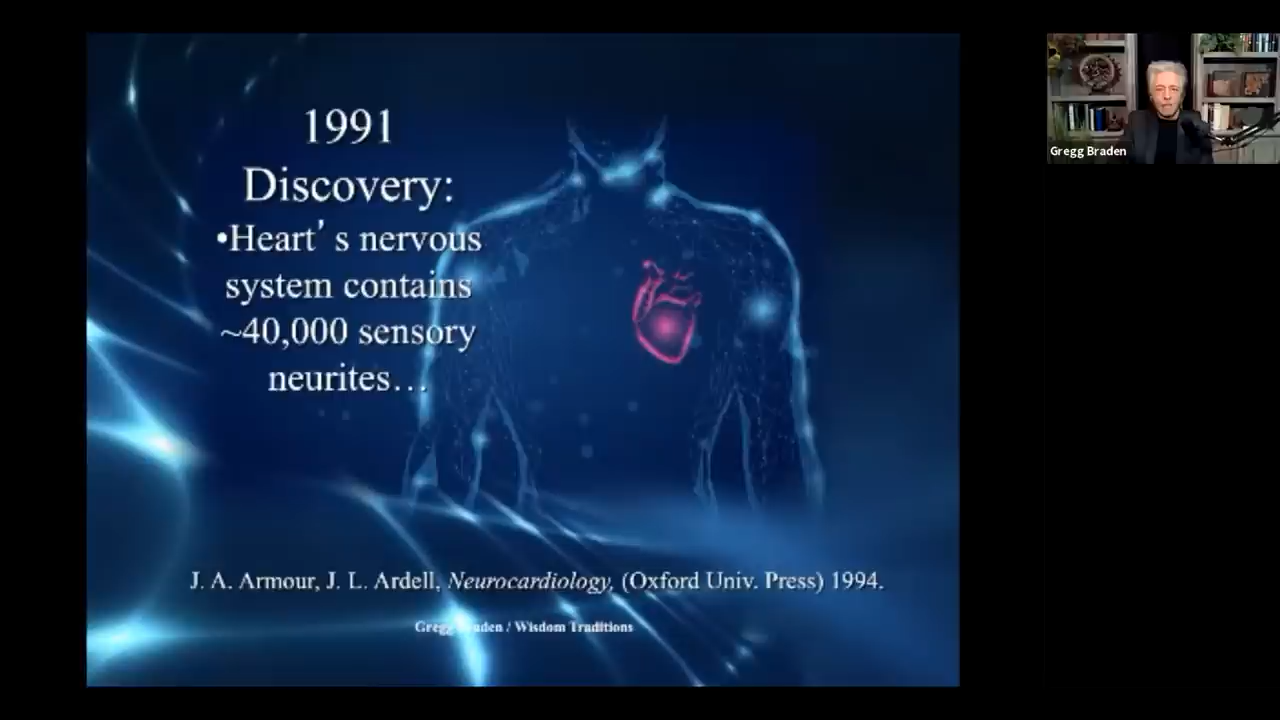 1991
Discovery:
•Heart’ s nervous
system contains
~40,000 sensory
neurites…
J. A. Armour, J. L. Ardell, Neurocardiology, (Oxford Univ. Press) 1994.
Gregg Braden / Wisdom Traditions
Gregg Braden